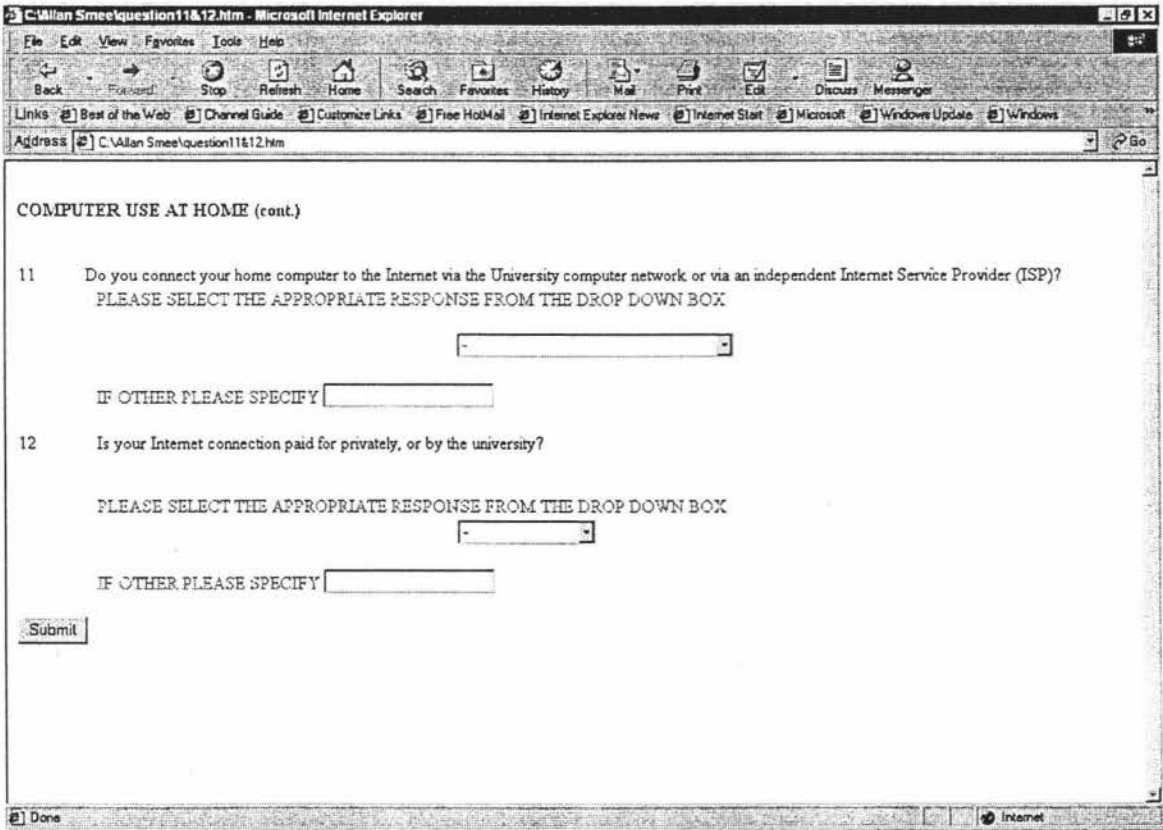 C:\Allan Smee\question11&12.htm - Microsoft Internet Explorer
File Edit View Favorites Tools Help
Back Forward Stop Refresh Home Search Favorites History Mail Print Edit Discuss Messenger
Links Best of the Web Channel Guide Customize Links Free HotMail Internet Explorer News Internet Start Microsoft Windows Update Windows
Address C:\Allan Smee\question11&12.htm Go
COMPUTER USE AT HOME (cont.)
11 Do you connect your home computer to the Internet via the University computer network or via an independent Internet Service Provider (ISP)?
PLEASE SELECT THE APPROPRIATE RESPONSE FROM THE DROP DOWN BOX
-
IF OTHER PLEASE SPECIFY
12 Is your Internet connection paid for privately, or by the university?
PLEASE SELECT THE APPROPRIATE RESPONSE FROM THE DROP DOWN BOX
-
IF OTHER PLEASE SPECIFY
Submit
Done Internet